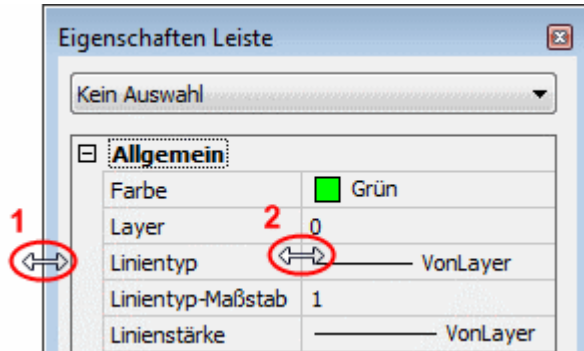 Eigenschaften Leiste
Kein Auswahl
Allgemein
Farbe Grün
1 2
Layer 0
Linientyp VonLayer
Linientyp-Maßstab 1
Linienstärke VonLayer